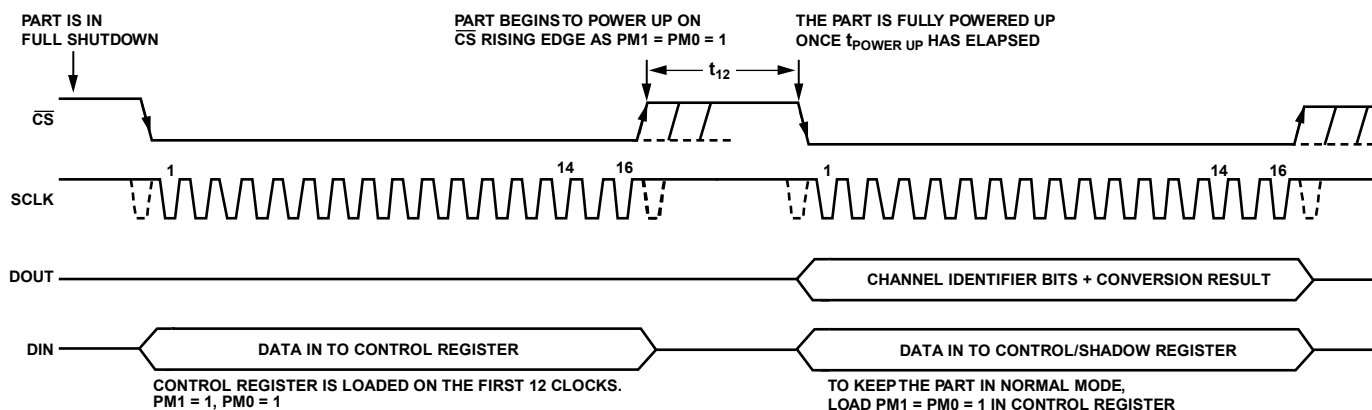 PART IS IN
FULL SHUTDOWN
PART BEGINS TO POWER UP ON
CS RISING EDGE AS PM1 = PM0 = 1
THE PART IS FULLY POWERED UP
ONCE tPOWER UP HAS ELAPSED
t12
CS
SCLK
1
14
16
1
14
16
DOUT
CHANNEL IDENTIFIER BITS + CONVERSION RESULT
DIN
DATA IN TO CONTROL REGISTER
DATA IN TO CONTROL/SHADOW REGISTER
CONTROL REGISTER IS LOADED ON THE FIRST 12 CLOCKS.
PM1 = 1, PM0 = 1
TO KEEP THE PART IN NORMAL MODE,
LOAD PM1 = PM0 = 1 IN CONTROL REGISTER